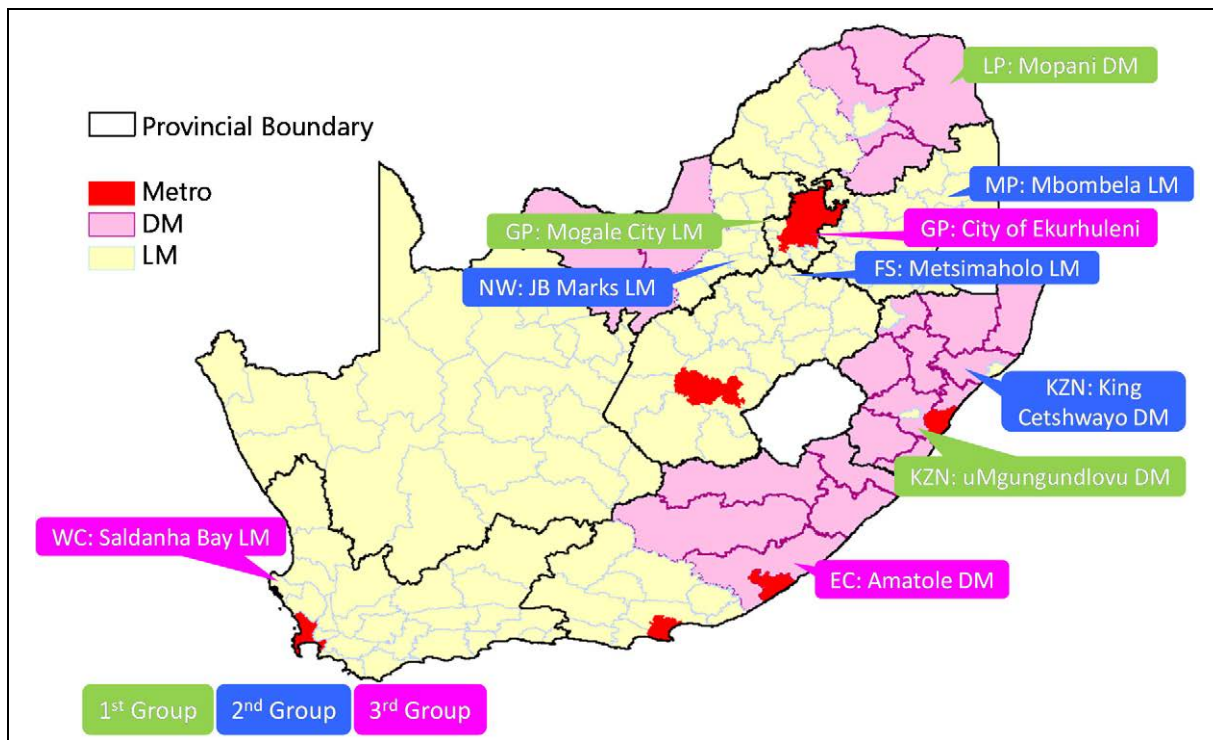 LP: Mopani DM
Provincial Boundary
Metro
MP: Mbombela LM
DM
GP: Mogale City LM
GP: City of Ekurhuleni
LM
FS: Metsimaholo LM
NW: JB Marks LM
KZN: King
Cetshwayo DM
KZN: uMgungundlovu DM
WC: Saldanha Bay LM
EC: Amatole DM
1st Group
2nd Group
3rd Group